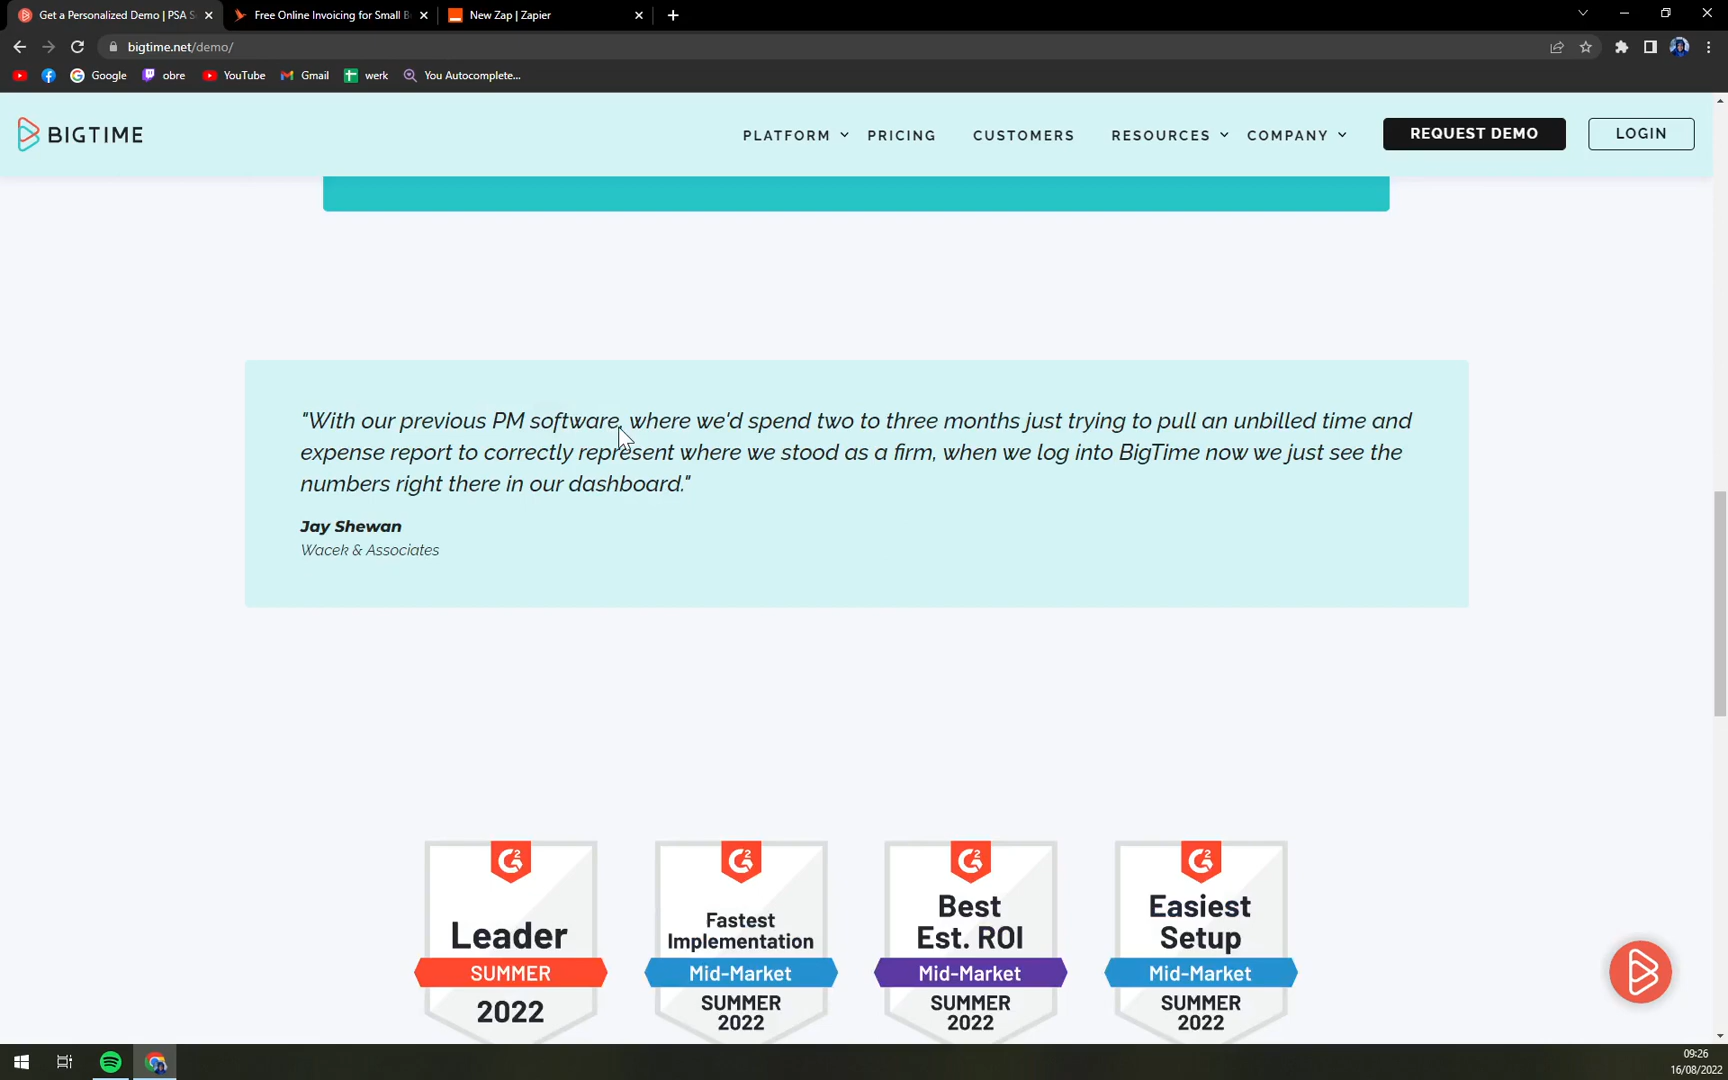 Get a Personalized Demo | PSA S
Free Online Invoicing for Small B
New Zap | Zapier
bigtime.net/demo/
Google
obre
YouTube
Gmail
werk
You Autocomplete...
BIGTIME
PLATFORM
PRICING
CUSTOMERS
RESOURCES
COMPANY
REQUEST DEMO
LOGIN
"With our previous PM software, where we'd spend two to three months just trying to pull an unbilled time and
expense report to correctly represent where we stood as a firm, when we log into BigTime now we just see the
numbers right there in our dashboard."
Jay Shewan
Wacek & Associates
Leader
SUMMER
2022
Fastest
Implementation
Mid-Market
SUMMER
2022
Best
Est. ROI
Mid-Market
SUMMER
2022
Easiest
Setup
Mid-Market
SUMMER
2022
09:26
16/08/2022